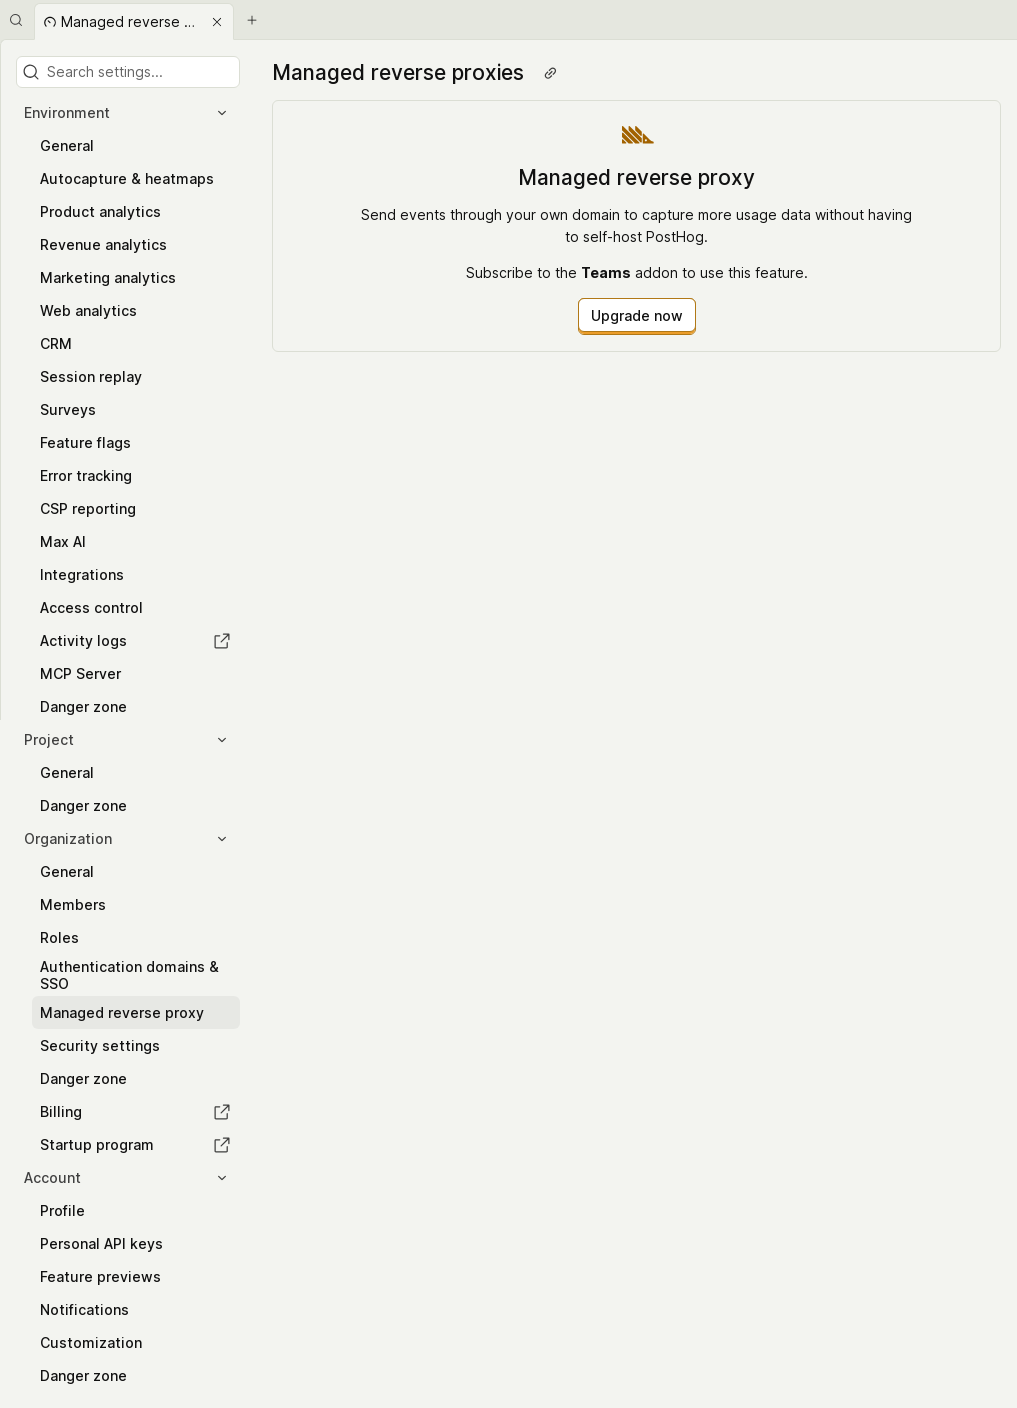 Managed reverse ...
Search settings...
Environment
General
Autocapture & heatmaps
Product analytics
Revenue analytics
Marketing analytics
Web analytics
CRM
Session replay
Surveys
Feature flags
Error tracking
CSP reporting
Max AI
Integrations
Access control
Activity logs
MCP Server
Danger zone
Project
General
Danger zone
Organization
General
Members
Roles
Authentication domains &
SSO
Managed reverse proxy
Security settings
Danger zone
Billing
Startup program
Account
Profile
Personal API keys
Feature previews
Notifications
Customization
Danger zone
Managed reverse proxies
Managed reverse proxy
Send events through your own domain to capture more usage data without having
to self-host PostHog.
Subscribe to the Teams addon to use this feature.
Upgrade now